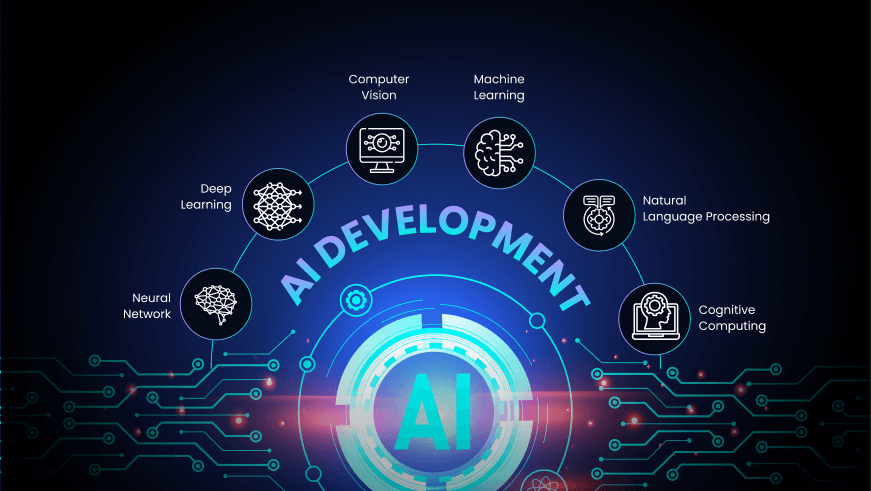 Computer
Vision
Machine
Learning
Deep
Learning
Natural
Language Processing
AI DEVELOPMENT
Neural
Network
Cognitive
Computing
AI